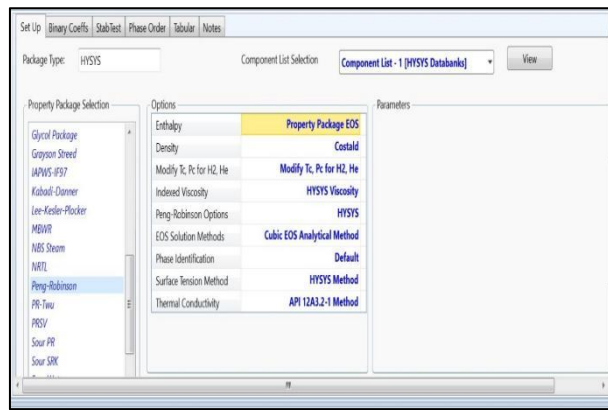 Set Up Binary Coeffs StabTest Phase Order Tabular Notes
Package Type: HYSYS Component List Selection Component List - 1 [HYSYS Databanks] View
Property Package Selection Options Parameters
Glycol Package
Grayson Streed
IAPWS-IF97
Kabadi-Danner
Lee-Kesler-Plocker
MBWR
NBS Steam
NRTL
Peng-Robinson
PR-Twu
PRSV
Sour PR
Sour SRK
Enthalpy Property Package EOS
Density Costald
Modify Tc, Pc for H2, He Modify Tc, Pc for H2, He
Indexed Viscosity HYSYS Viscosity
Peng-Robinson Options HYSYS
EOS Solution Methods Cubic EOS Analytical Method
Phase Identification Default
Surface Tension Method HYSYS Method
Thermal Conductivity API 12A3.2-1 Method